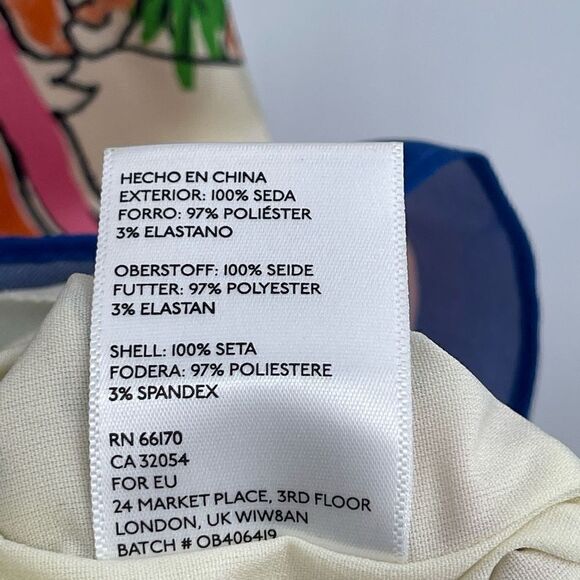 HECHO EN CHINA
EXTERIOR: 100% SEDA
FORRO: 97% POLIÉSTER
3% ELASTANO
OBERSTOFF: 100% SEIDE
FUTTER: 97% POLYESTER
3% ELASTAN
SHELL: 100% SETA
FODERA: 97% POLIESTERE
3% SPANDEX
RN 66170
CA 32054
FOR EU
24 MARKET PLACE, 3RD FLOOR
LONDON, UK W1W8AN
BATCH # OB406419